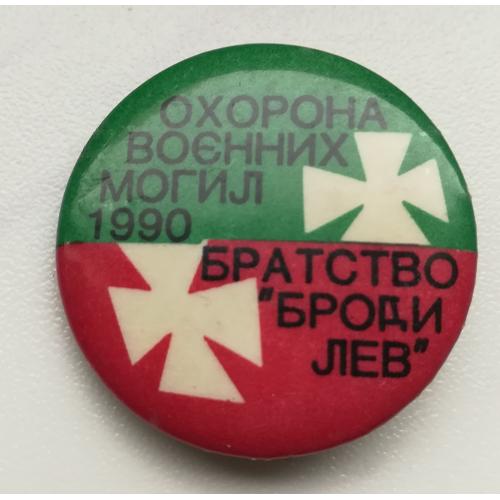 ОХОРОНА
ВОЄННИХ
МОГИЛ
1990
БРАТСТВО
"БРОДИ
ЛЕВ"